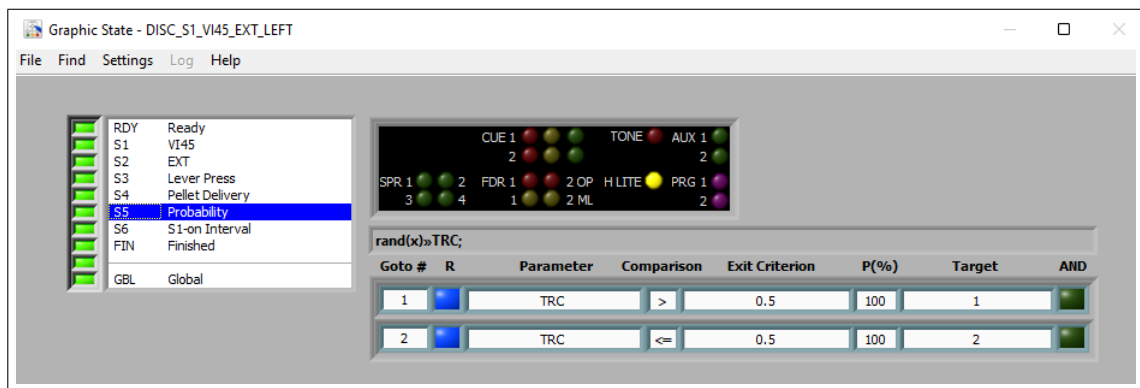 Graphic State - DISC_S1_VI45_EXT_LEFT
File Find Settings Log Help
RDY Ready
S1 VI45
S2 EXT
S3 Lever Press
S4 Pellet Delivery
S5 Probability
S6 S1-on Interval
FIN Finished
GBL Global
CUE 1 TONE AUX 1
2 2
SPR 1 2 FDR 1 2 OP H LITE PRG 1
3 4 1 2 ML 2
rand(x)»TRC;
Goto # R Parameter Comparison Exit Criterion P(%) Target AND
1 TRC > 0.5 100 1
2 TRC <= 0.5 100 2